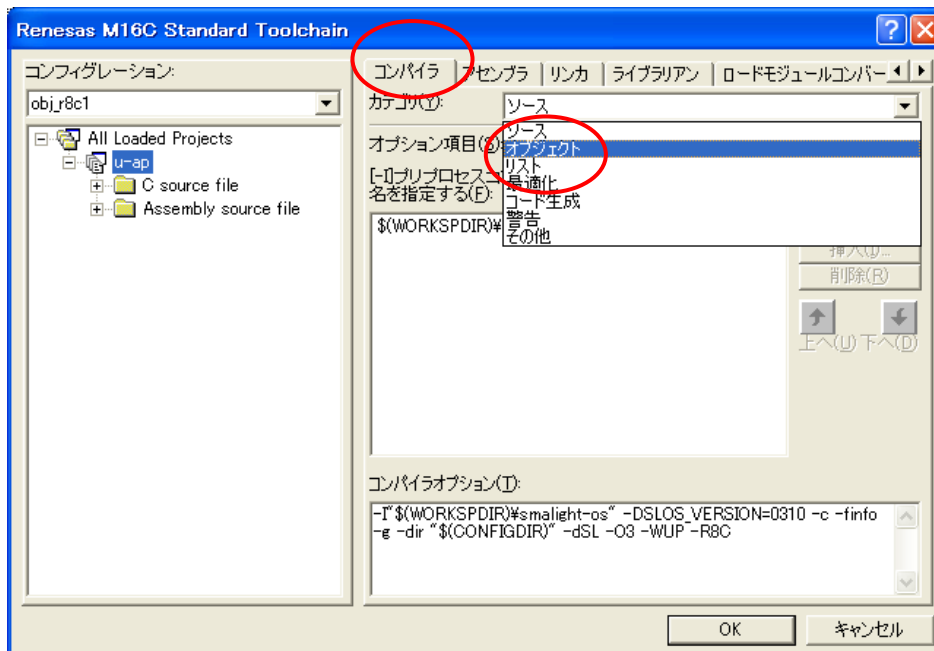 Renesas M16C Standard Toolchain
コンフィグレーション:
obj_r8c1
All Loaded Projects
u-ap
C source file
Assembly source file
コンパイラ
アセンブラ
リンカ
ライブラリアン
ロードモジュールコンバー
カテゴリ(Y):
ソース
ソース
オブジェクト
リスト
最適化
コード生成
警告
その他
オプション項目(S):
[-I]プリプロセスコ
名を指定する(F):
$(WORKSPDIR)¥
挿入(I)...
削除(R)
上へ(U)
下へ(D)
コンパイラオプション(T):
-I"$(WORKSPDIR)¥smalight-os" -DSLOS_VERSION=0310 -c -finfo
-g -dir "$(CONFIGDIR)" -dSL -O3 -WUP -R8C
OK
キャンセル